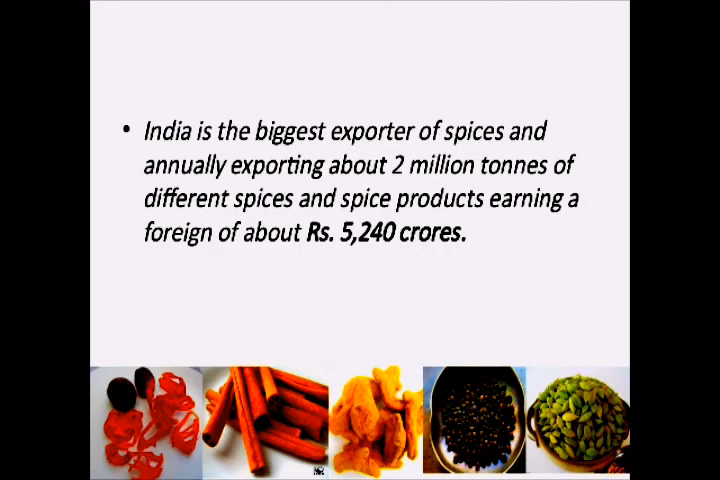 • India is the biggest exporter of spices and
annually exporting about 2 million tonnes of
different spices and spice products earning a
foreign of about Rs. 5,240 crores.